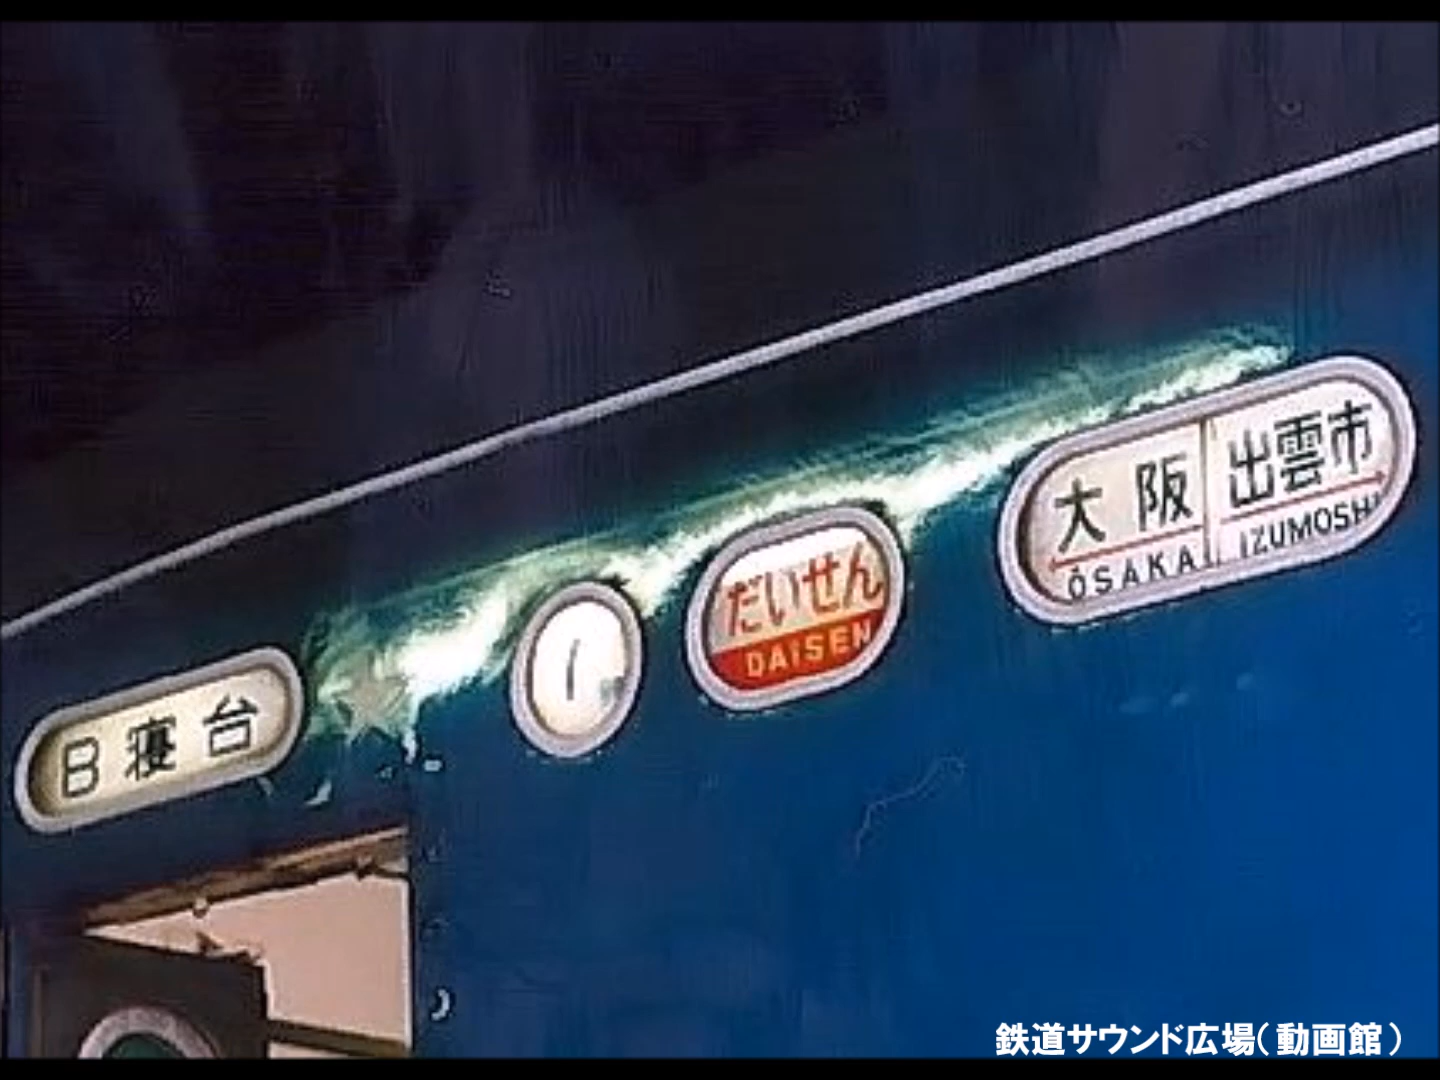 B寝台
1
だいせん
DAISEN
大阪 出雲市
ŌSAKA IZUMOSHI
鉄道サウンド広場(動画館)